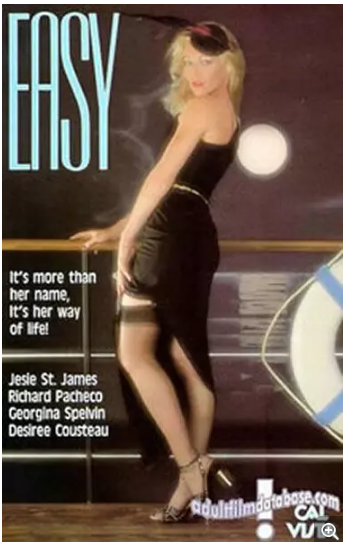 EASY
It's more than
her name,
It's her way
of life!
Jesie St. James
Richard Pacheco
Georgina Spelvin
Desiree Cousteau
adultfilmdatabase.com
CAL
VIS